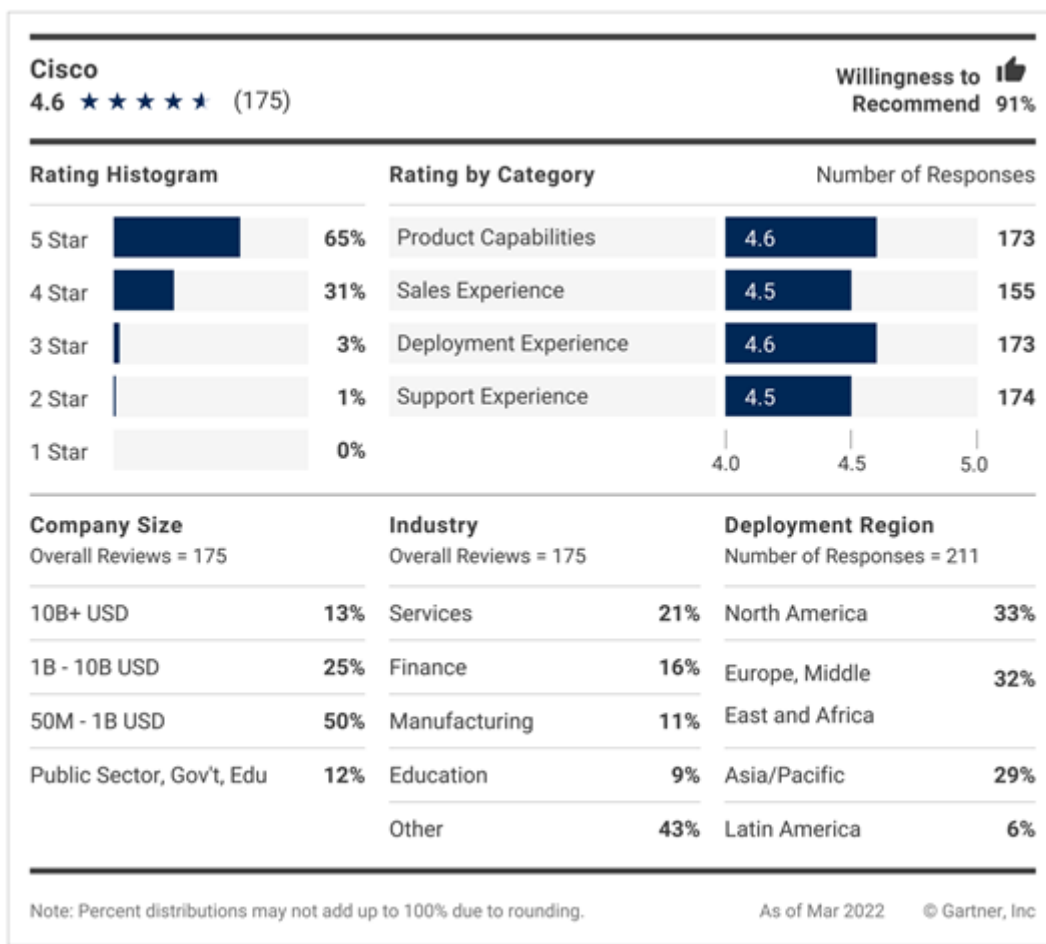 Cisco
4.6 (175)
Willingness to
Recommend 91%
Rating Histogram
5 Star 65%
4 Star 31%
3 Star 3%
2 Star 1%
1 Star 0%
Rating by Category Number of Responses
Product Capabilities 4.6 173
Sales Experience 4.5 155
Deployment Experience 4.6 173
Support Experience 4.5 174
4.0 4.5 5.0
Company Size
Overall Reviews = 175
10B+ USD 13%
1B - 10B USD 25%
50M - 1B USD 50%
Public Sector, Gov't, Edu 12%
Industry
Overall Reviews = 175
Services 21%
Finance 16%
Manufacturing 11%
Education 9%
Other 43%
Deployment Region
Number of Responses = 211
North America 33%
Europe, Middle 32%
East and Africa
Asia/Pacific 29%
Latin America 6%
Note: Percent distributions may not add up to 100% due to rounding.
As of Mar 2022 © Gartner, Inc